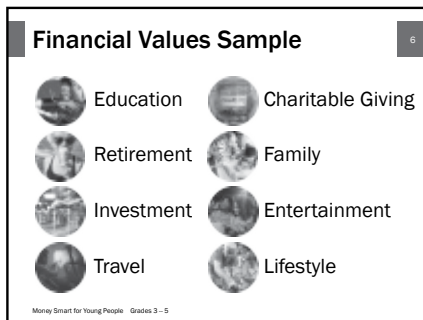 Financial Values Sample
6
Education
Charitable Giving
Retirement
Family
Investment
Entertainment
Travel
Lifestyle
Money Smart for Young People Grades 3 – 5